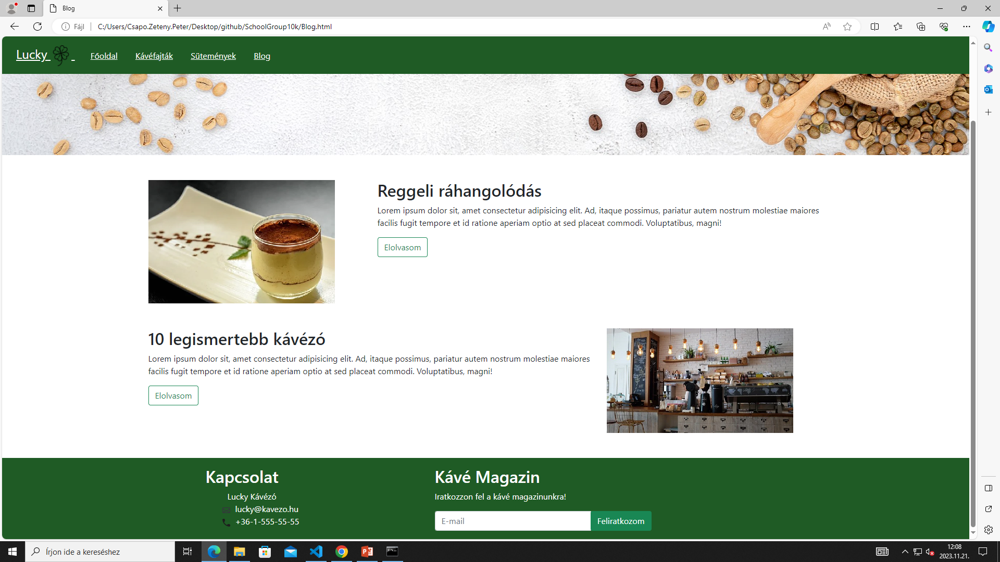 Blog
Fájl
C:/Users/Csapo.Zeteny.Peter/Desktop/github/SchoolGroup10k/Blog.html
Lucky Főoldal Kávéfajták Sütemények Blog
Reggeli ráhangolódás
Lorem ipsum dolor sit, amet consectetur adipisicing elit. Ad, itaque possimus, pariatur autem nostrum molestiae maiores
facilis fugit tempore et id ratione aperiam optio at sed placeat commodi. Voluptatibus, magni!
Elolvasom
10 legismertebb kávézó
Lorem ipsum dolor sit, amet consectetur adipisicing elit. Ad, itaque possimus, pariatur autem nostrum molestiae maiores
facilis fugit tempore et id ratione aperiam optio at sed placeat commodi. Voluptatibus, magni!
Elolvasom
Kapcsolat
Lucky Kávézó
lucky@kavezo.hu
+36-1-555-55-55
Kávé Magazin
Iratkozzon fel a kávé magazinunkra!
E-mail
Feliratkozom
Írjon ide a kereséshez
12:08
2023.11.21.